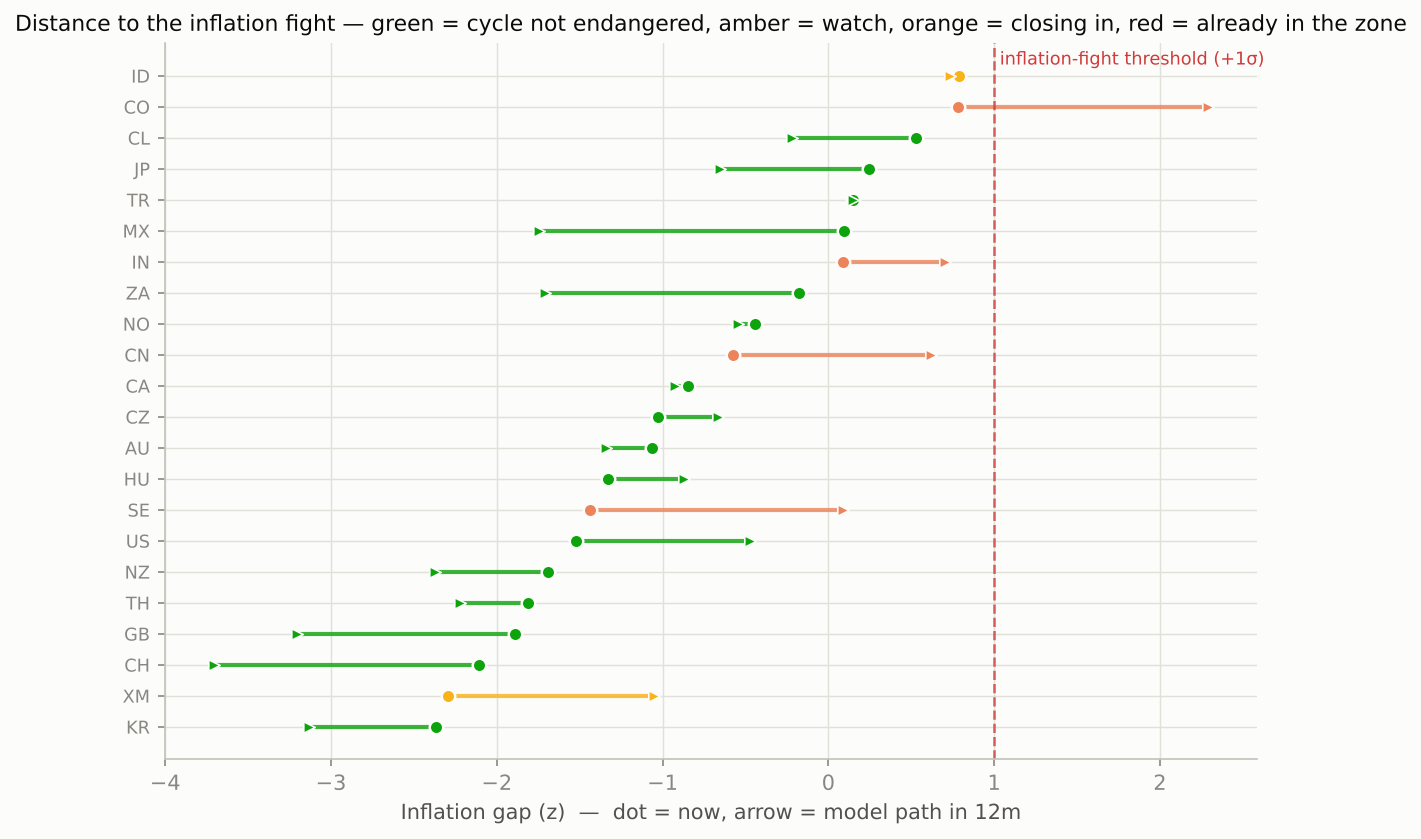 Distance to the inflation fight — green = cycle not endangered, amber = watch, orange = closing in, red = already in the zone
inflation-fight threshold (+1σ)
ID
CO
CL
JP
TR
MX
IN
ZA
NO
CN
CA
CZ
AU
HU
SE
US
NZ
TH
GB
CH
XM
KR
−4 −3 −2 −1 0 1 2
Inflation gap (z) — dot = now, arrow = model path in 12m